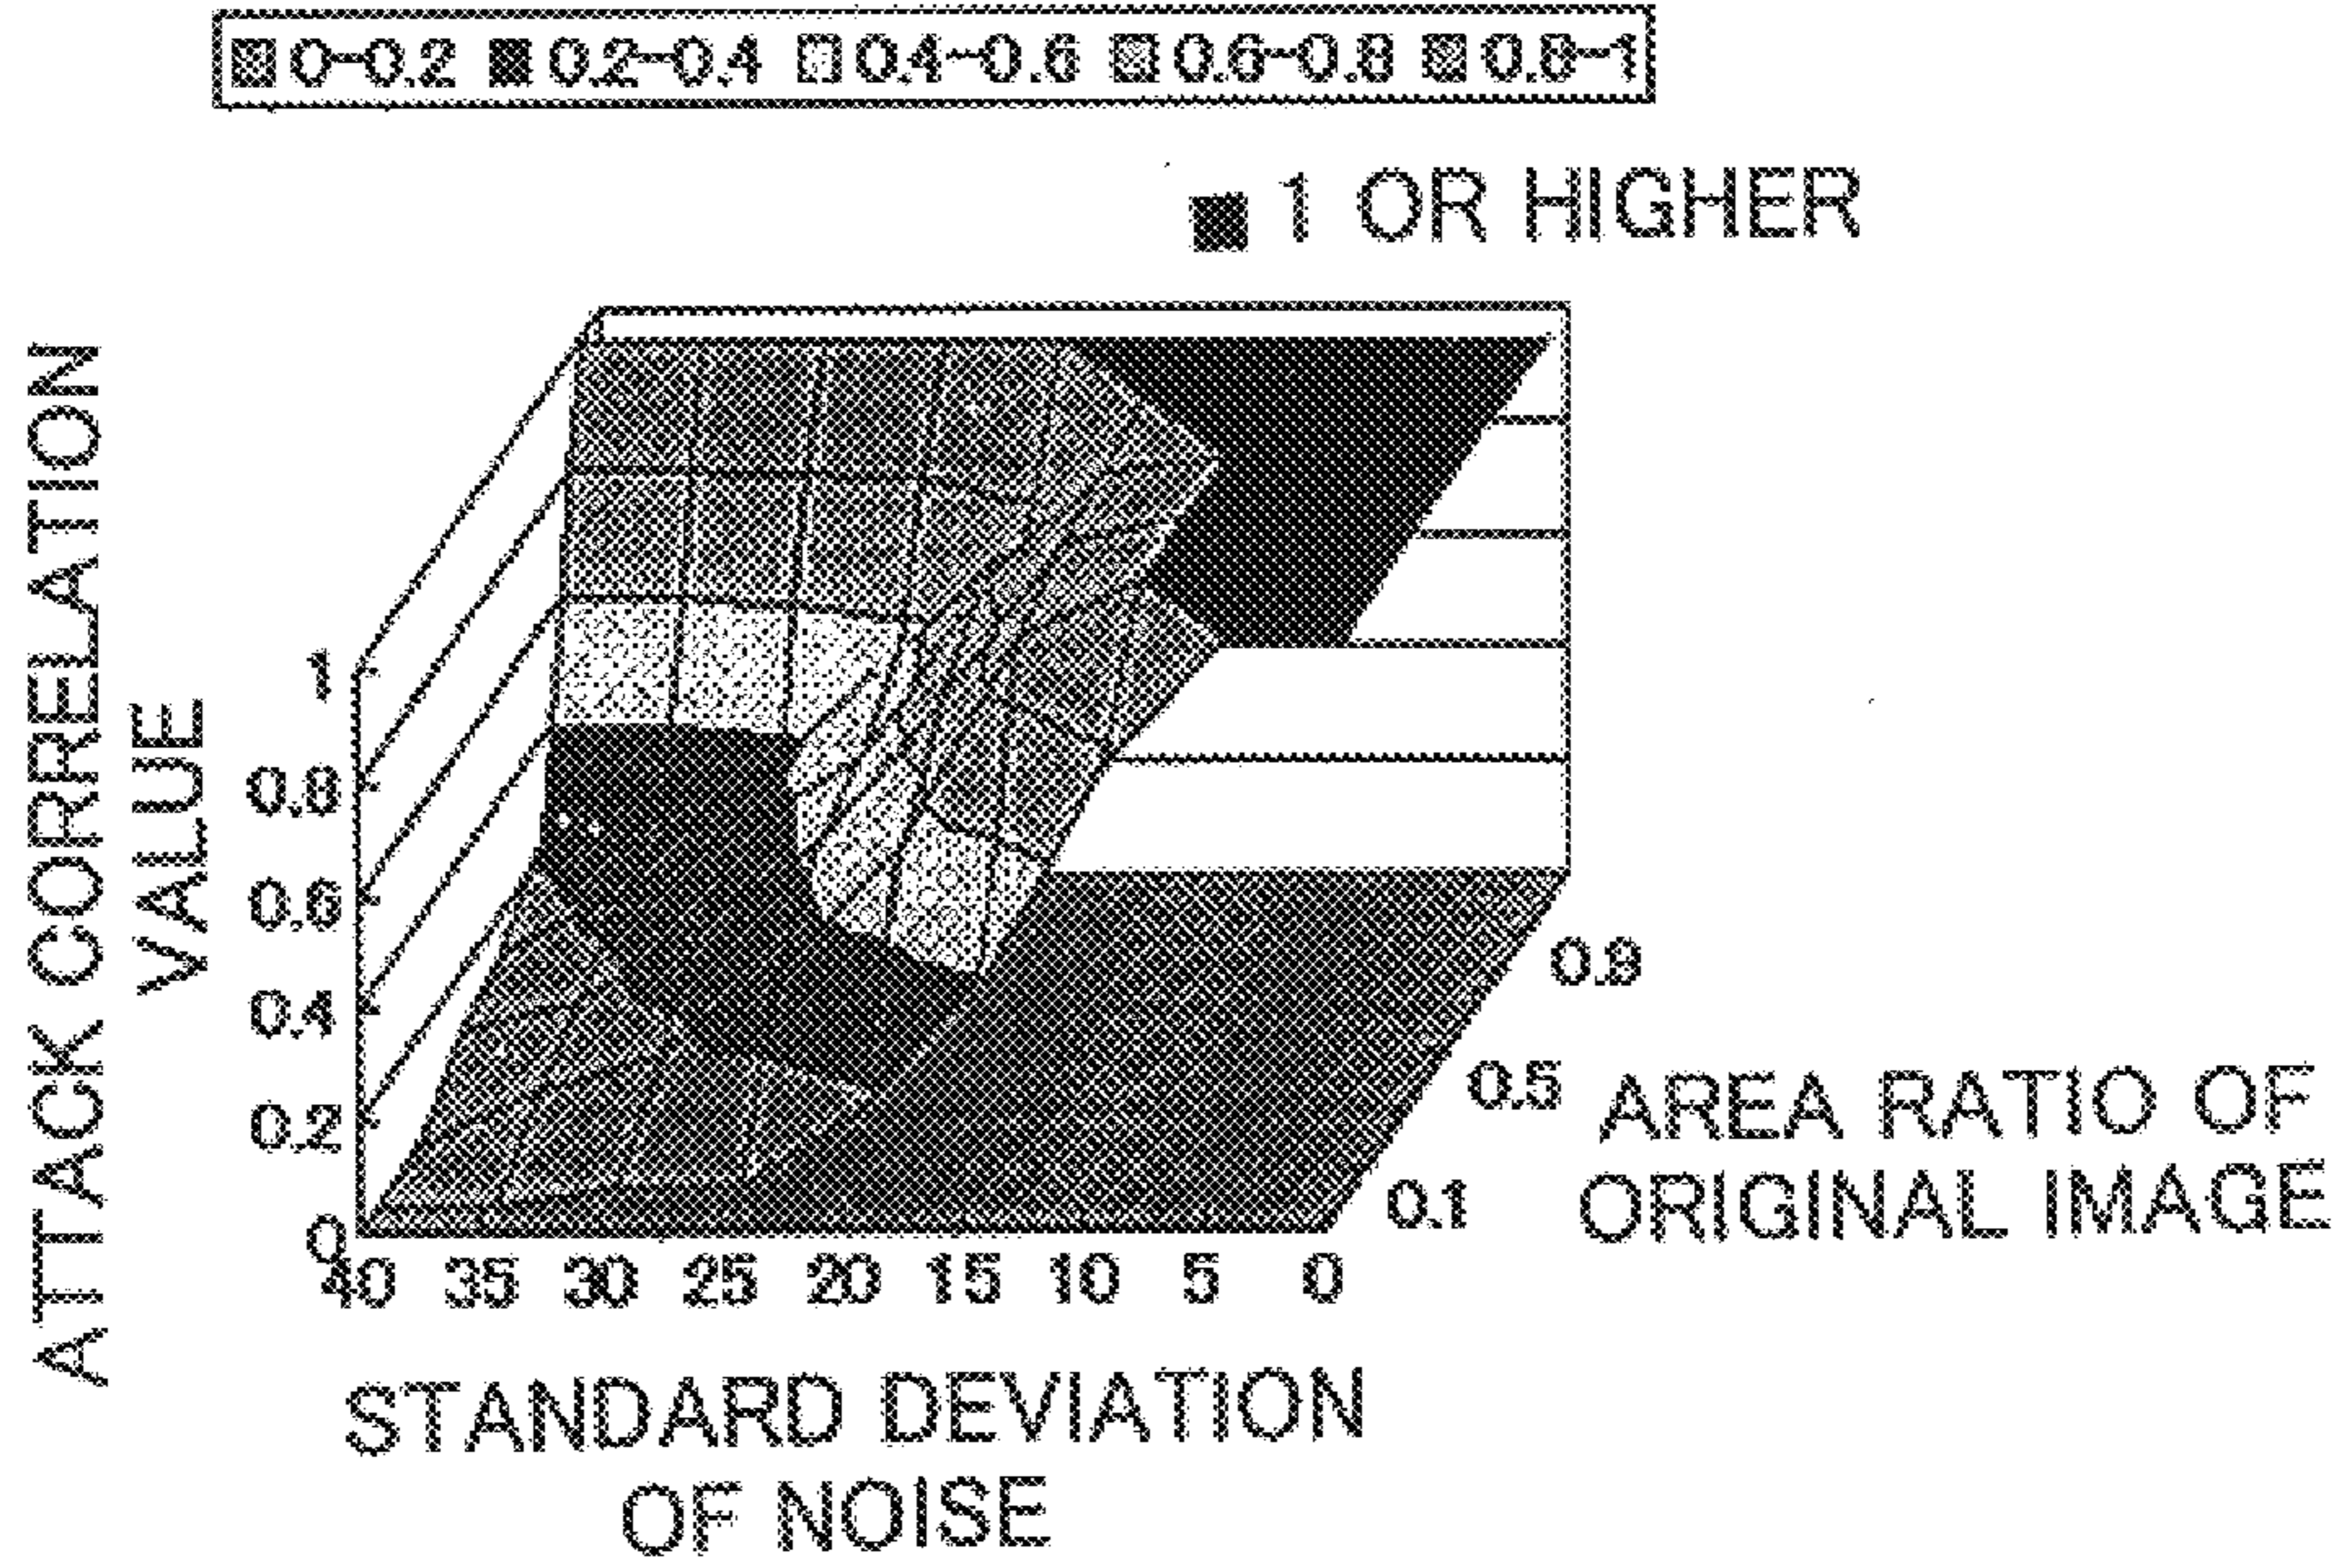 0-0.2 0.2-0.4 0.4-0.6 0.6-0.8 0.8-1
1 OR HIGHER
ATTACK CORRELATION
VALUE
1
0.8
0.6
0.4
0.2
0
40 35 30 25 20 15 10 5 0
0.9
0.5
0.1
AREA RATIO OF
ORIGINAL IMAGE
STANDARD DEVIATION
OF NOISE